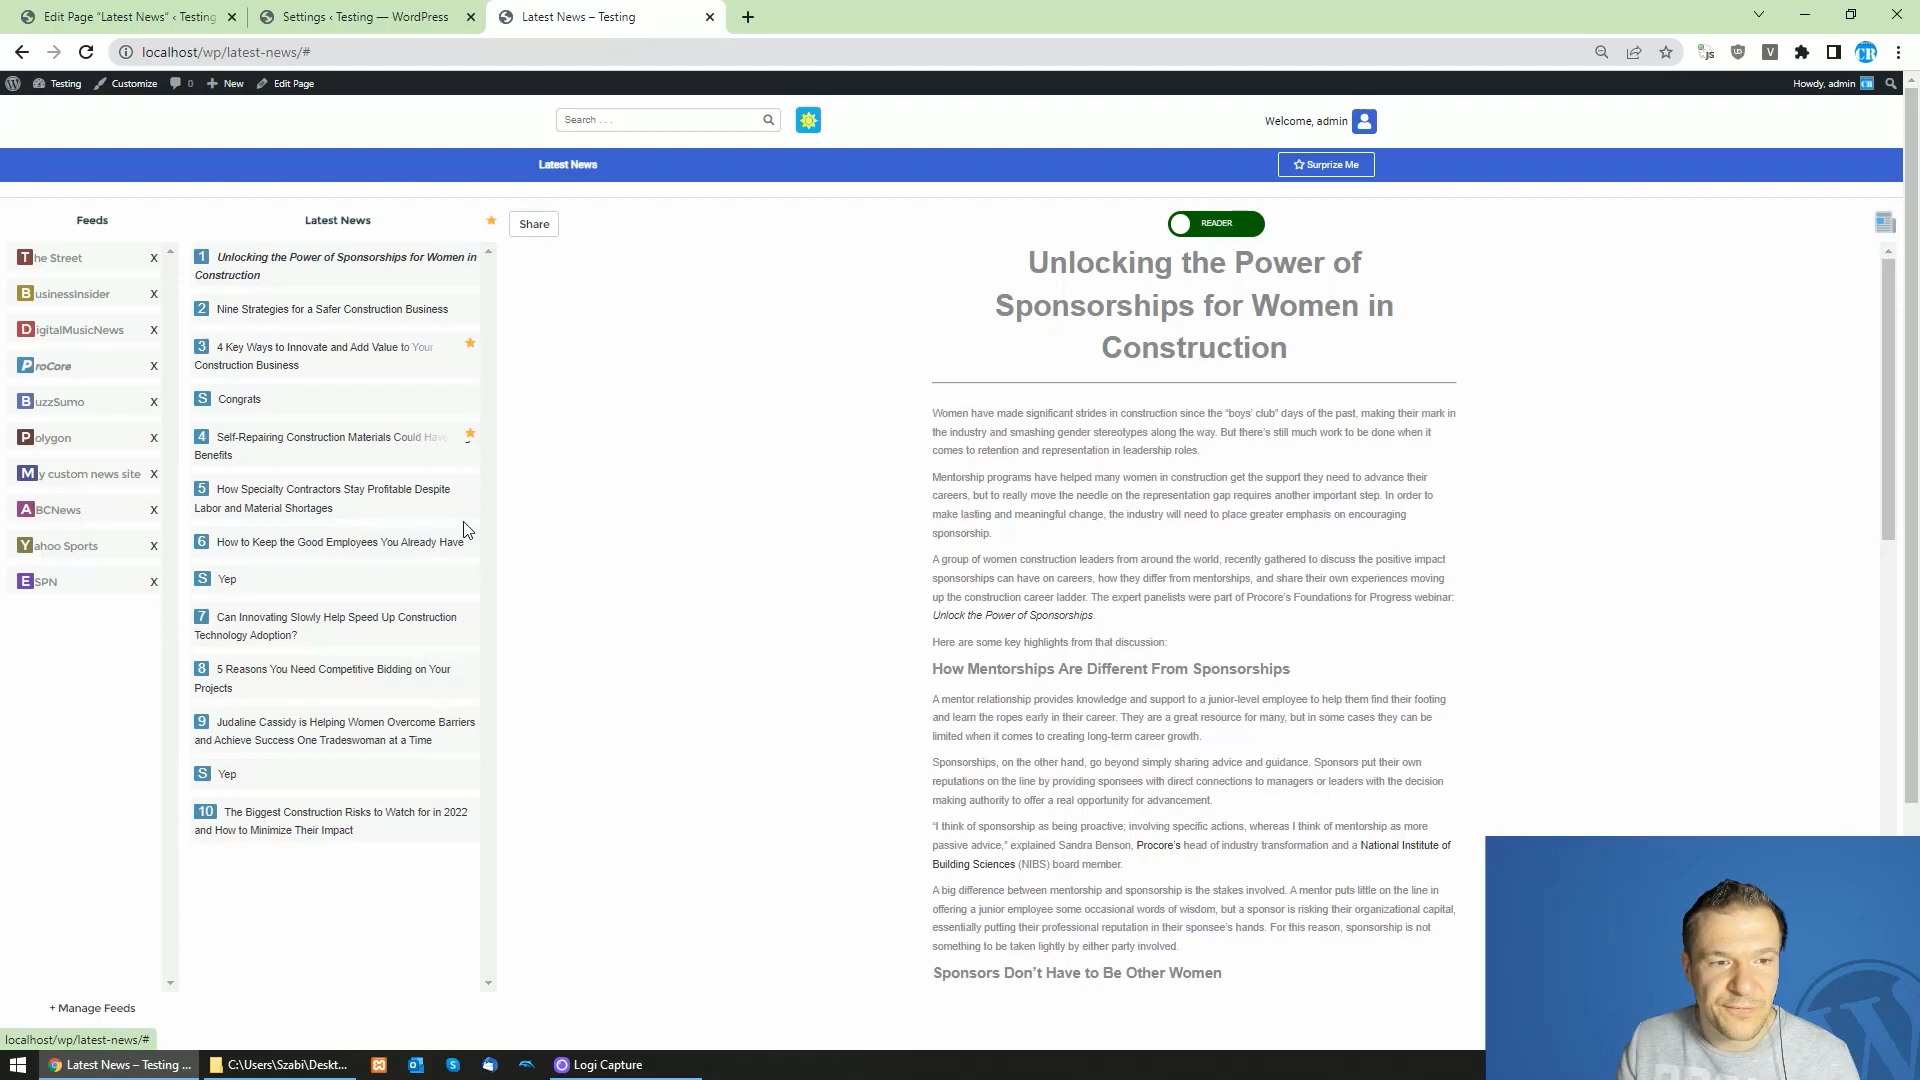 Edit Page “Latest News” ‹ Testing
Settings ‹ Testing — WordPress
Latest News – Testing
localhost/wp/latest-news/#
Testing
Customize
0
New
Edit Page
Howdy, admin
Search . . .
Welcome, admin
Latest News
Surprize Me
Feeds
The Street X
BusinessInsider X
DigitalMusicNews X
ProCore X
BuzzSumo X
Polygon X
My custom news site X
ABCNews X
Yahoo Sports X
ESPN X
+ Manage Feeds
Latest News
1 Unlocking the Power of Sponsorships for Women in
Construction
2 Nine Strategies for a Safer Construction Business
3 4 Key Ways to Innovate and Add Value to Your
Construction Business
S Congrats
4 Self-Repairing Construction Materials Could Have
Benefits
5 How Specialty Contractors Stay Profitable Despite
Labor and Material Shortages
6 How to Keep the Good Employees You Already Have
S Yep
7 Can Innovating Slowly Help Speed Up Construction
Technology Adoption?
8 5 Reasons You Need Competitive Bidding on Your
Projects
9 Judaline Cassidy is Helping Women Overcome Barriers
and Achieve Success One Tradeswoman at a Time
S Yep
10 The Biggest Construction Risks to Watch for in 2022
and How to Minimize Their Impact
Share
READER
Unlocking the Power of
Sponsorships for Women in
Construction
Women have made significant strides in construction since the “boys’ club” days of the past, making their mark in
the industry and smashing gender stereotypes along the way. But there’s still much work to be done when it
comes to retention and representation in leadership roles.
Mentorship programs have helped many women in construction get the support they need to advance their
careers, but to really move the needle on the representation gap requires another important step. In order to
make lasting and meaningful change, the industry will need to place greater emphasis on encouraging
sponsorship.
A group of women construction leaders from around the world, recently gathered to discuss the positive impact
sponsorships can have on careers, how they differ from mentorships, and share their own experiences moving
up the construction career ladder. The expert panelists were part of Procore’s Foundations for Progress webinar:
Unlock the Power of Sponsorships.
Here are some key highlights from that discussion:
How Mentorships Are Different From Sponsorships
A mentor relationship provides knowledge and support to a junior-level employee to help them find their footing
and learn the ropes early in their career. They are a great resource for many, but in some cases they can be
limited when it comes to creating long-term career growth.
Sponsorships, on the other hand, go beyond simply sharing advice and guidance. Sponsors put their own
reputations on the line by providing sponsees with direct connections to managers or leaders with the decision
making authority to offer a real opportunity for advancement.
“I think of sponsorship as being proactive; involving specific actions, whereas I think of mentorship as more
passive advice,” explained Sandra Benson, Procore’s head of industry transformation and a National Institute of
Building Sciences (NIBS) board member.
A big difference between mentorship and sponsorship is the stakes involved. A mentor puts little on the line in
offering a junior employee some occasional words of wisdom, but a sponsor is risking their organizational capital,
essentially putting their professional reputation in their sponsee’s hands. For this reason, sponsorship is not
something to be taken lightly by either party involved.
Sponsors Don’t Have to Be Other Women
localhost/wp/latest-news/#
Latest News – Testing ...
C:\Users\Szabi\Deskt...
Logi Capture